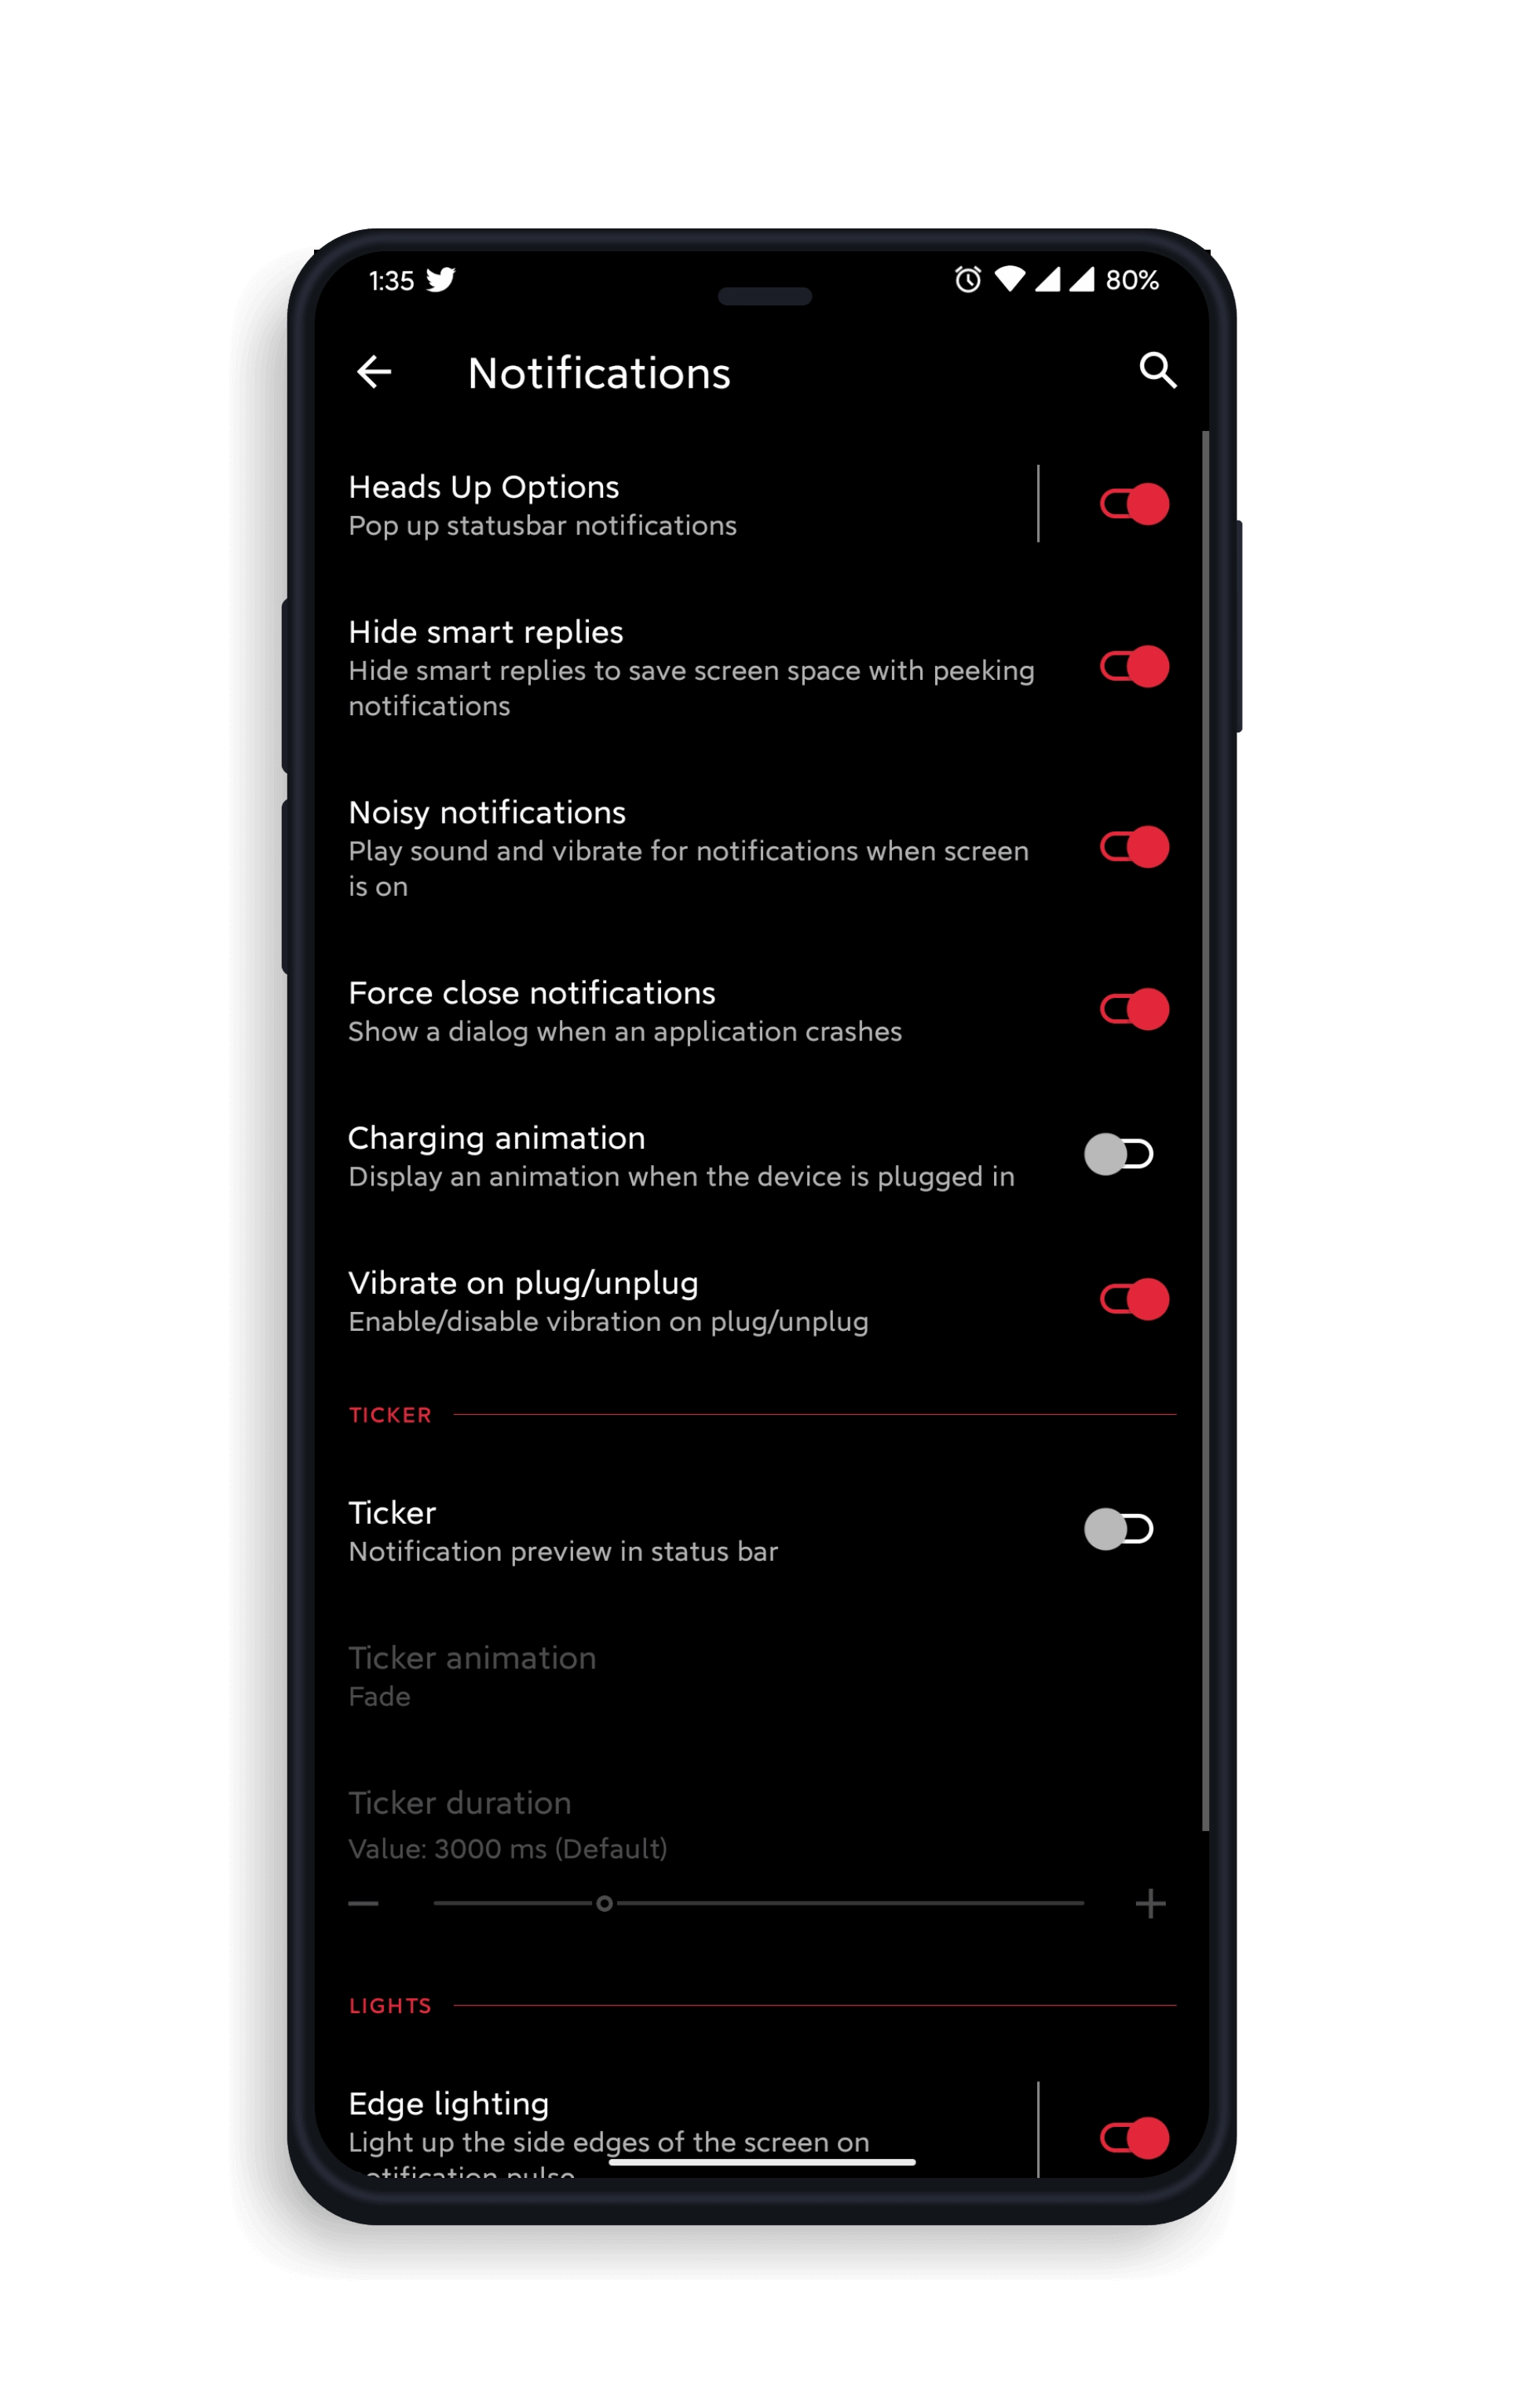 1:35 80%
Notifications
Heads Up Options
Pop up statusbar notifications
Hide smart replies
Hide smart replies to save screen space with peeking
notifications
Noisy notifications
Play sound and vibrate for notifications when screen
is on
Force close notifications
Show a dialog when an application crashes
Charging animation
Display an animation when the device is plugged in
Vibrate on plug/unplug
Enable/disable vibration on plug/unplug
TICKER
Ticker
Notification preview in status bar
Ticker animation
Fade
Ticker duration
Value: 3000 ms (Default)
LIGHTS
Edge lighting
Light up the side edges of the screen on
notification pulse